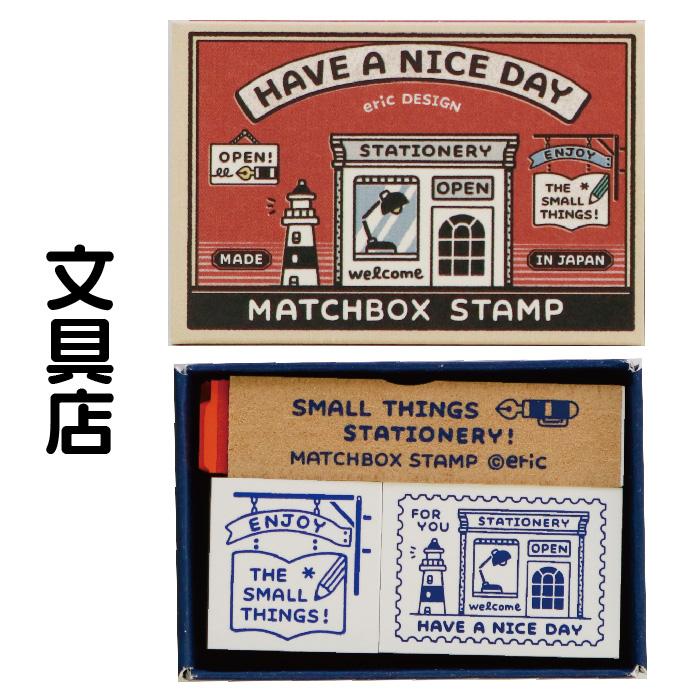 文具店
HAVE A NICE DAY
eric DESIGN
OPEN!
STATIONERY
OPEN
welcome
ENJOY
THE
SMALL
THINGS!
MADE
IN JAPAN
MATCHBOX STAMP
SMALL THINGS
STATIONERY!
MATCHBOX STAMP ©eric
ENJOY
THE
SMALL
THINGS!
FOR
YOU
STATIONERY
OPEN
welcome
HAVE A NICE DAY